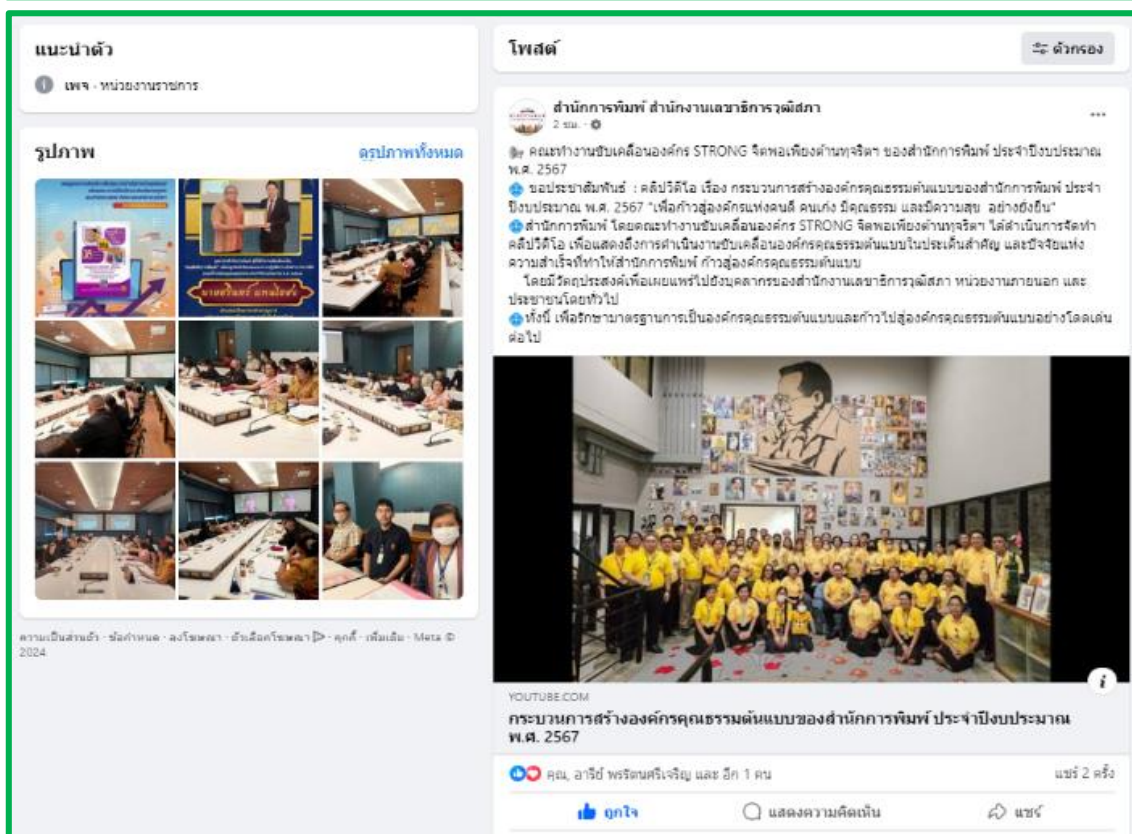 แนะนำตัว
เพจ · หน่วยงานราชการ
รูปภาพ
ดูรูปภาพทั้งหมด
ความเป็นส่วนตัว · ข้อกำหนด · ลงโฆษณา · ตัวเลือกโฆษณา · คุกกี้ · เพิ่มเติม · Meta ©
2024
โพสต์
ตัวกรอง
สำนักการพิมพ์ สำนักงานเลขาธิการวุฒิสภา
2 ชม. ·
คณะทำงานขับเคลื่อนองค์กร STRONG จิตพอเพียงต้านทุจริตฯ ของสำนักการพิมพ์ ประจำปีงบประมาณ
พ.ศ. 2567
ขอประชาสัมพันธ์ : คลิปวิดีโอ เรื่อง กระบวนการสร้างองค์กรคุณธรรมต้นแบบของสำนักการพิมพ์ ประจำ
ปีงบประมาณ พ.ศ. 2567 "เพื่อก้าวสู่องค์กรแห่งคนดี คนเก่ง มีคุณธรรม และมีความสุข อย่างยั่งยืน"
สำนักการพิมพ์ โดยคณะทำงานขับเคลื่อนองค์กร STRONG จิตพอเพียงต้านทุจริตฯ ได้ดำเนินการจัดทำ
คลิปวิดีโอ เพื่อแสดงถึงการดำเนินงานขับเคลื่อนองค์กรคุณธรรมต้นแบบในประเด็นสำคัญ และปัจจัยแห่ง
ความสำเร็จที่ทำให้สำนักการพิมพ์ ก้าวสู่องค์กรคุณธรรมต้นแบบ
โดยมีวัตถุประสงค์เพื่อเผยแพร่ไปยังบุคลากรของสำนักงานเลขาธิการวุฒิสภา หน่วยงานภายนอก และ
ประชาชนโดยทั่วไป
ทั้งนี้ เพื่อรักษามาตรฐานการเป็นองค์กรคุณธรรมต้นแบบและก้าวไปสู่องค์กรคุณธรรมต้นแบบอย่างโดดเด่น
ต่อไป
YOUTUBE.COM
กระบวนการสร้างองค์กรคุณธรรมต้นแบบของสำนักการพิมพ์ ประจำปีงบประมาณ
พ.ศ. 2567
คุณ, อารีย์ พรรัตนศรีเจริญ และ อีก 1 คน
แชร์ 2 ครั้ง
ถูกใจ
แสดงความคิดเห็น
แชร์